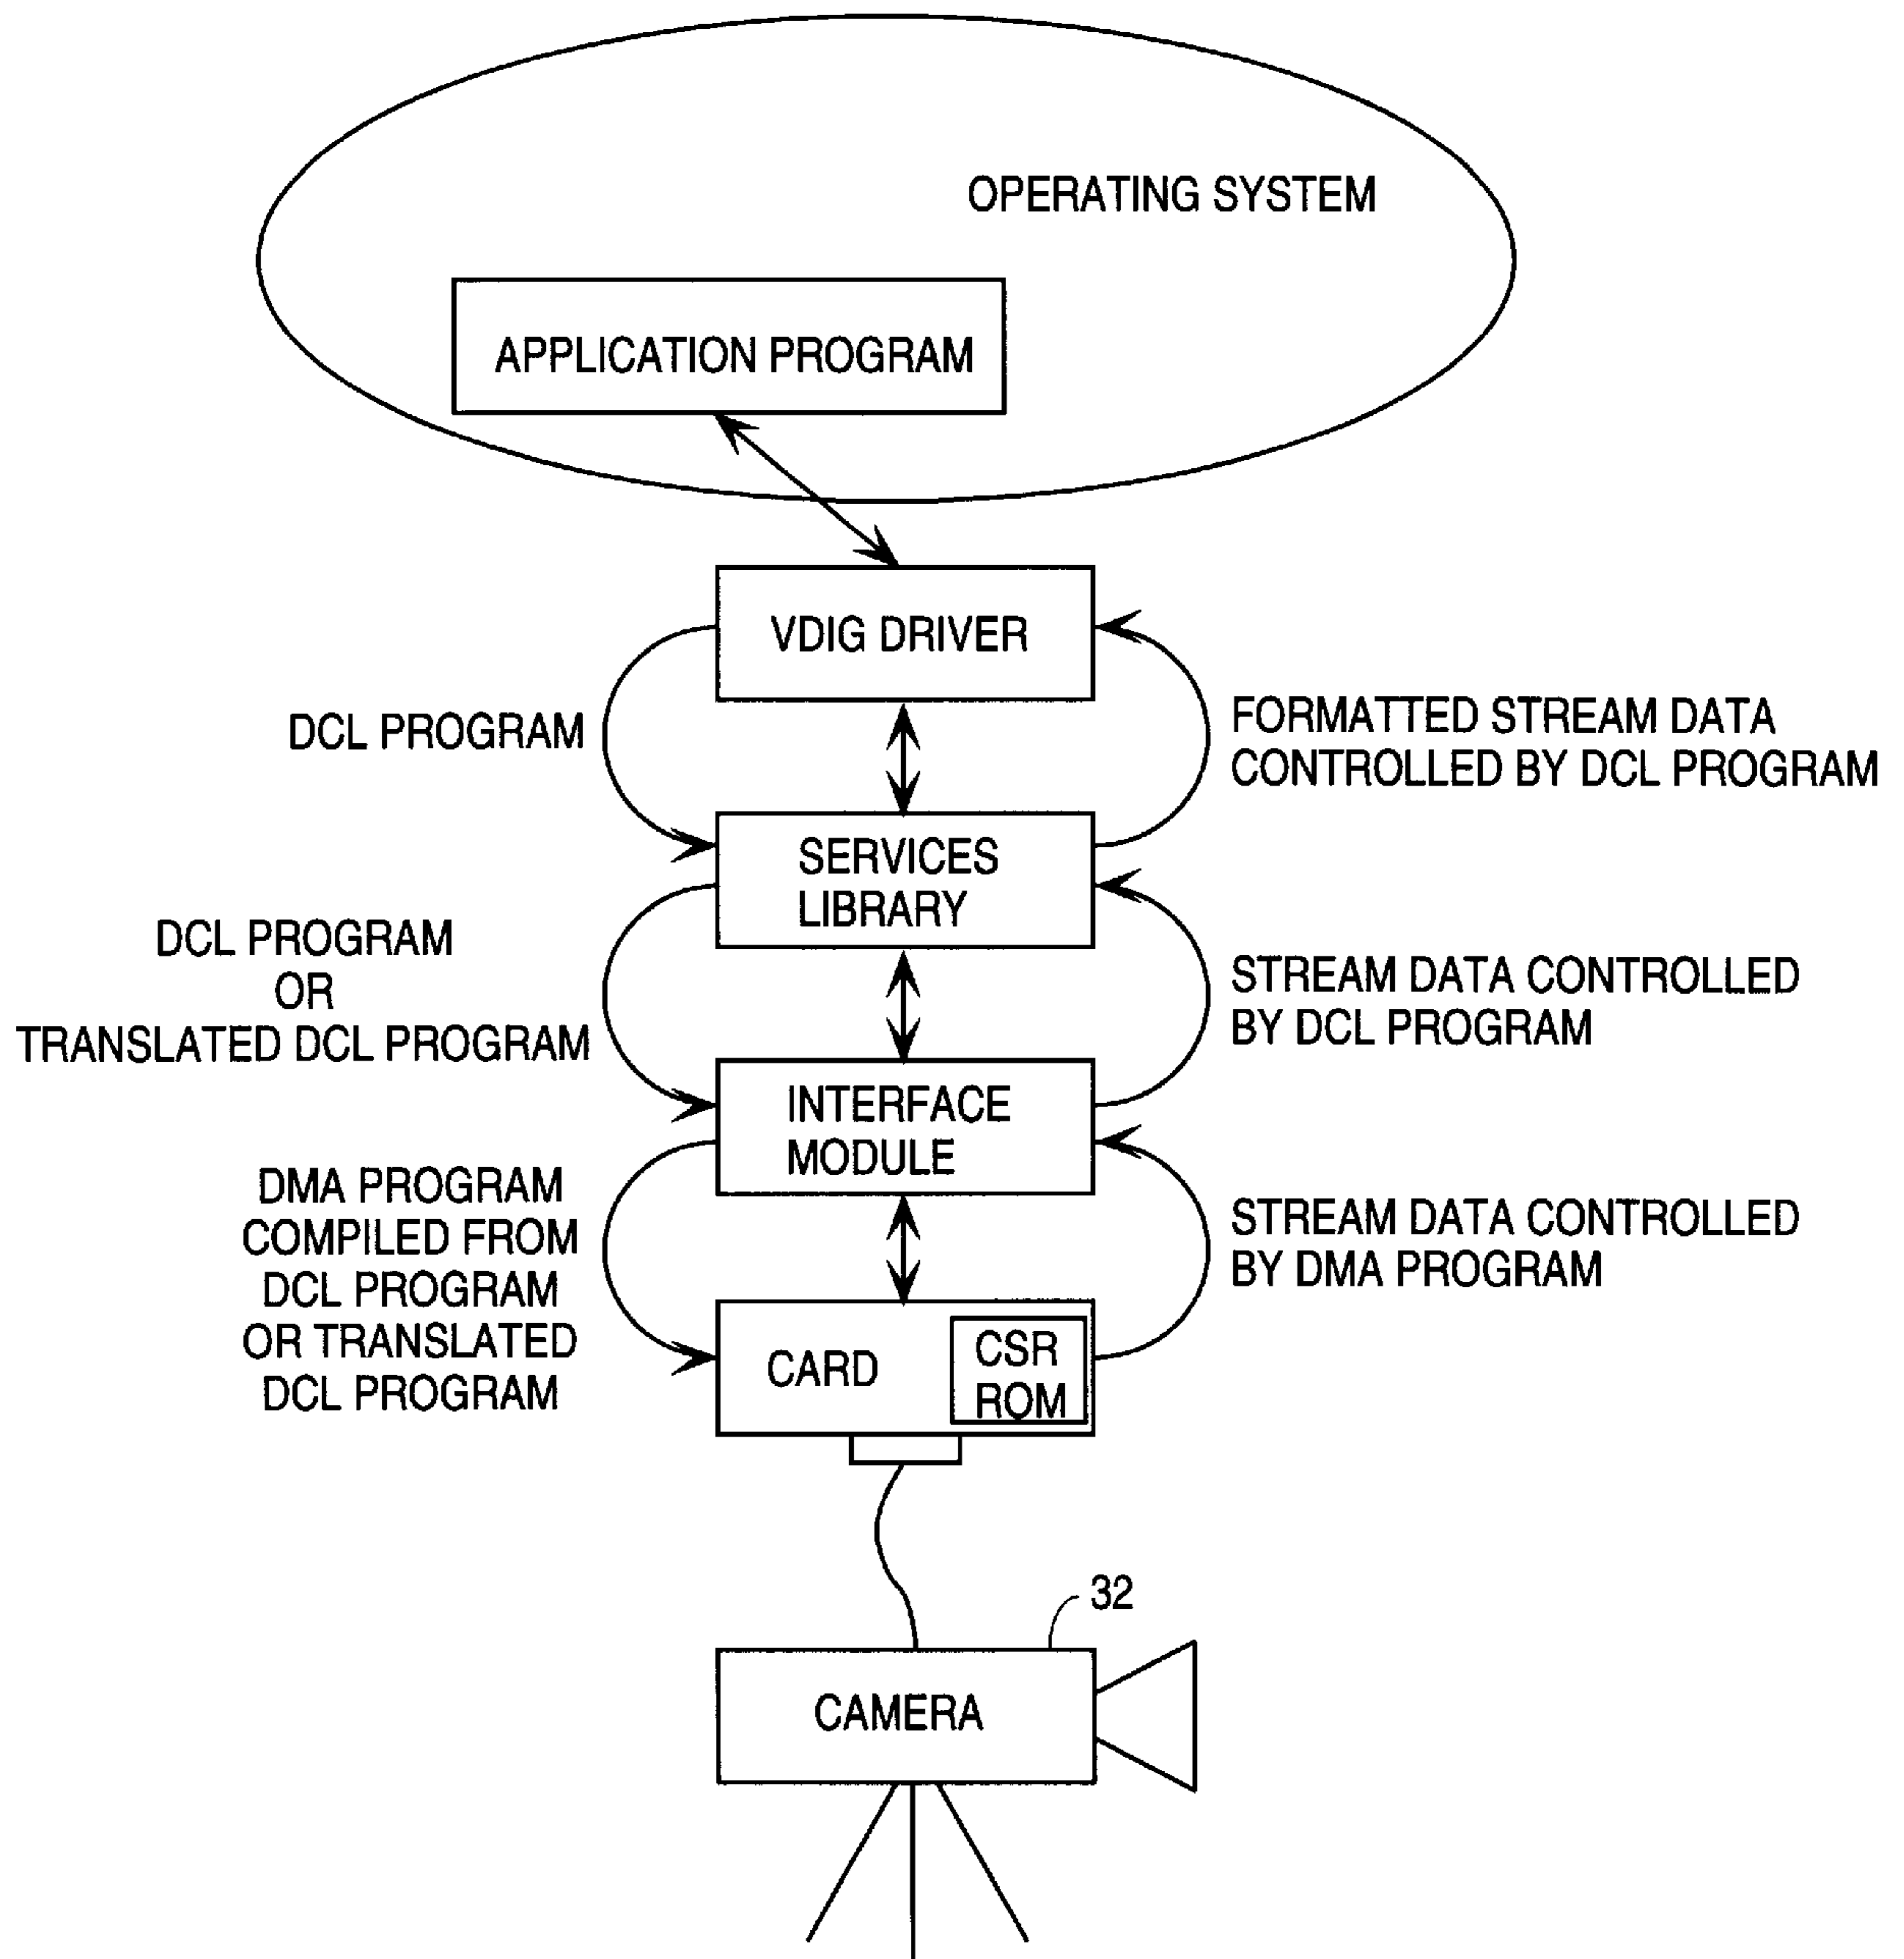 OPERATING SYSTEM
APPLICATION PROGRAM
VDIG DRIVER
DCL PROGRAM
FORMATTED STREAM DATA
CONTROLLED BY DCL PROGRAM
SERVICES
LIBRARY
DCL PROGRAM
OR
TRANSLATED DCL PROGRAM
STREAM DATA CONTROLLED
BY DCL PROGRAM
INTERFACE
MODULE
DMA PROGRAM
COMPILED FROM
DCL PROGRAM
OR TRANSLATED
DCL PROGRAM
STREAM DATA CONTROLLED
BY DMA PROGRAM
CARD
CSR
ROM
32
CAMERA